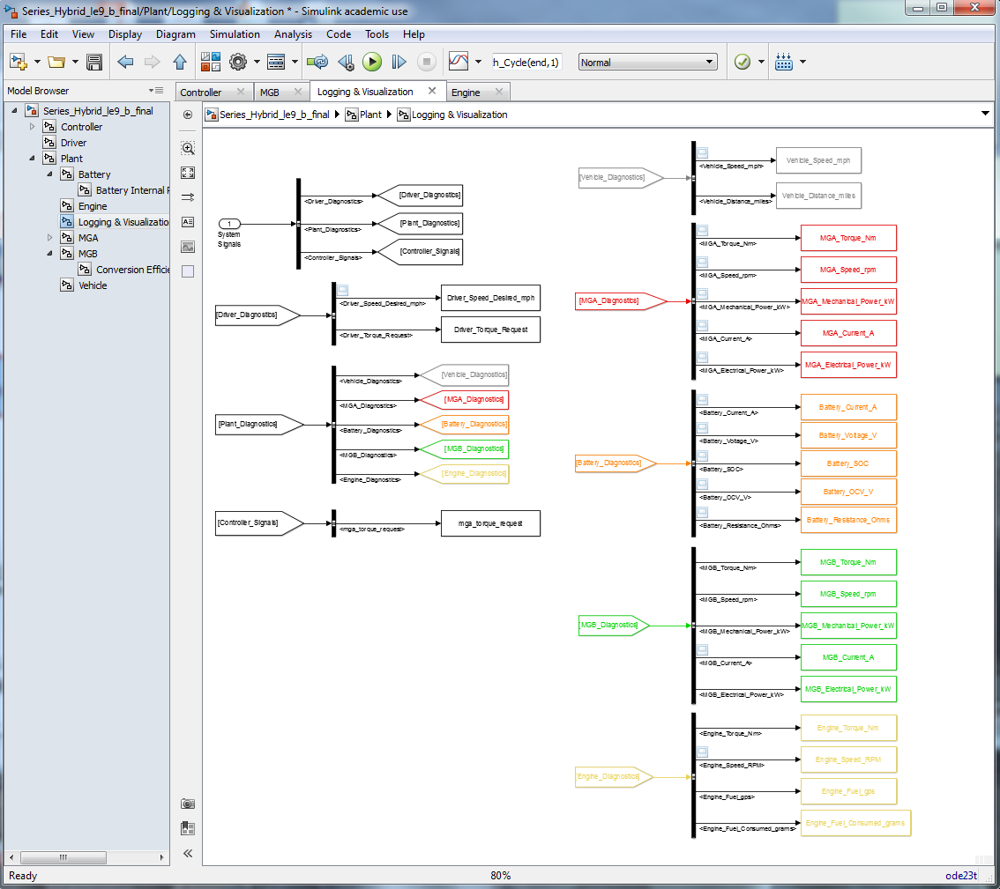 Series_Hybrid_le9_b_final/Plant/Logging & Visualization * - Simulink academic use
File Edit View Display Diagram Simulation Analysis Code Tools Help
h_Cycle(end,1) Normal
Model Browser
Controller MGB Logging & Visualization Engine
Series_Hybrid_le9_b_final Plant Logging & Visualization
Series_Hybrid_le9_b_final
Controller
Driver
Plant
Battery
Battery Internal R
Engine
Logging & Visualizatio
MGA
MGB
Conversion Efficie
Vehicle
1
System
Signals
<Driver_Diagnostics>
[Driver_Diagnostics]
<Plant_Diagnostics>
[Plant_Diagnostics]
<Controller_Signals>
[Controller_Signals]
[Driver_Diagnostics]
<Driver_Speed_Desired_mph>
Driver_Speed_Desired_mph
<Driver_Torque_Request>
Driver_Torque_Request
[Plant_Diagnostics]
<Vehicle_Diagnostics>
[Vehicle_Diagnostics]
<MGA_Diagnostics>
[MGA_Diagnostics]
<Battery_Diagnostics>
[Battery_Diagnostics]
<MGB_Diagnostics>
[MGB_Diagnostics]
<Engine_Diagnostics>
[Engine_Diagnostics]
[Controller_Signals]
<mga_torque_request>
mga_torque_request
[Vehicle_Diagnostics]
<Vehicle_Speed_mph>
Vehicle_Speed_mph
<Vehicle_Distance_miles>
Vehicle_Distance_miles
[MGA_Diagnostics]
<MGA_Torque_Nm>
MGA_Torque_Nm
<MGA_Speed_rpm>
MGA_Speed_rpm
<MGA_Mechanical_Power_kW>
MGA_Mechanical_Power_kW
<MGA_Current_A>
MGA_Current_A
<MGA_Electrical_Power_kW>
MGA_Electrical_Power_kW
[Battery_Diagnostics]
<Battery_Current_A>
Battery_Current_A
<Battery_Voltage_V>
Battery_Voltage_V
<Battery_SOC>
Battery_SOC
<Battery_OCV_V>
Battery_OCV_V
<Battery_Resistance_Ohms>
Battery_Resistance_Ohms
[MGB_Diagnostics]
<MGB_Torque_Nm>
MGB_Torque_Nm
<MGB_Speed_rpm>
MGB_Speed_rpm
<MGB_Mechanical_Power_kW>
MGB_Mechanical_Power_kW
<MGB_Current_A>
MGB_Current_A
<MGB_Electrical_Power_kW>
MGB_Electrical_Power_kW
[Engine_Diagnostics]
<Engine_Torque_Nm>
Engine_Torque_Nm
<Engine_Speed_RPM>
Engine_Speed_RPM
<Engine_Fuel_gps>
Engine_Fuel_gps
<Engine_Fuel_Consumed_grams>
Engine_Fuel_Consumed_grams
Ready 80% ode23t